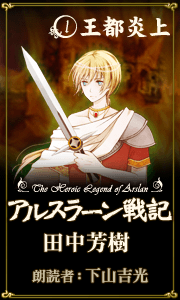 1 王都炎上
The Heroic Legend of Arslan
アルスラーン戦記
田中芳樹
朗読者:下山吉光